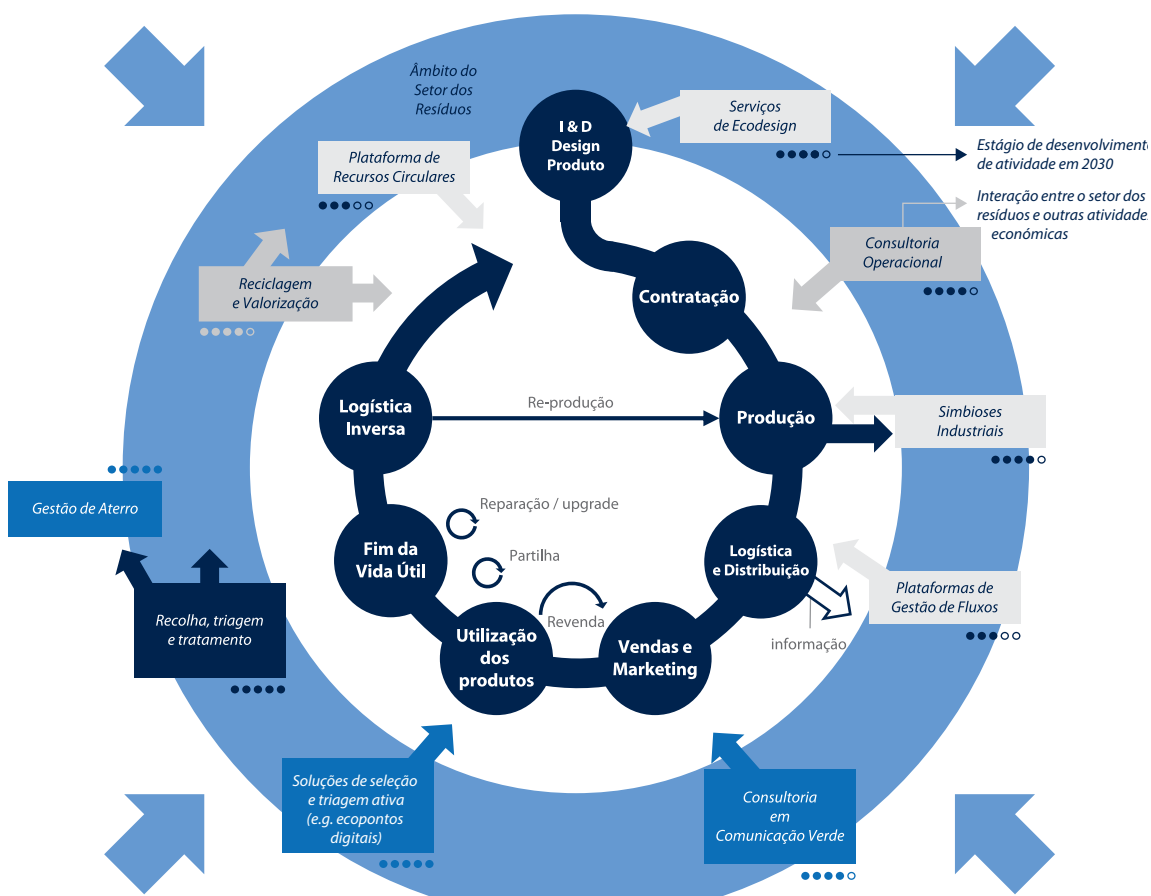 Âmbito do
Setor dos
Resíduos
I & D
Design
Produto
Serviços
de Ecodesign
Estágio de desenvolvimento
de atividade em 2030
Plataforma de
Recursos Circulares
Interação entre o setor dos
resíduos e outras atividades
económicas
Consultoria
Operacional
Reciclagem
e Valorização
Contratação
Logística
Inversa
Re-produção
Produção
Simbioses
Industriais
Gestão de Aterro
Reparação / upgrade
Fim da
Vida Útil
Partilha
Logística
e Distribuição
Plataformas de
Gestão de Fluxos
Recolha, triagem
e tratamento
Revenda
informação
Utilização
dos
produtos
Vendas e
Marketing
Soluções de seleção
e triagem ativa
(e.g. ecopontos
digitais)
Consultoria
em
Comunicação Verde